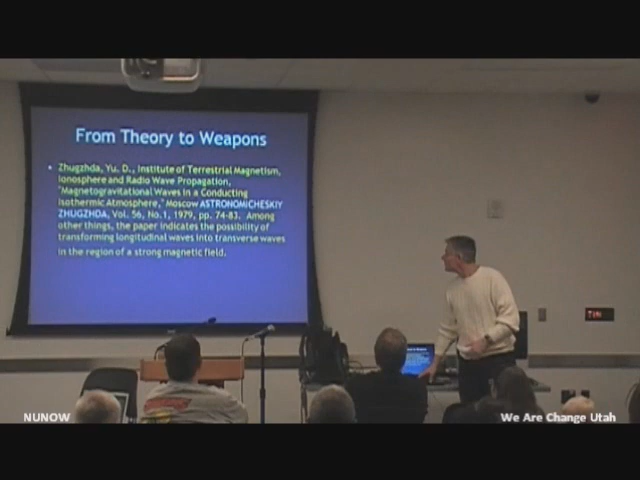 From Theory to Weapons
• Zhugzhda, Yu. D., Institute of Terrestrial Magnetism,
Ionosphere and Radio Wave Propagation,
"Magnetogravitational Waves in a Conducting
Isothermic Atmosphere," Moscow ASTRONOMICHESKIY
ZHUGZHDA, Vol. 56, No.1, 1979, pp. 74-83. Among
other things, the paper indicates the possibility of
transforming longitudinal waves into transverse waves
in the region of a strong magnetic field.
NUNOW
We Are Change Utah